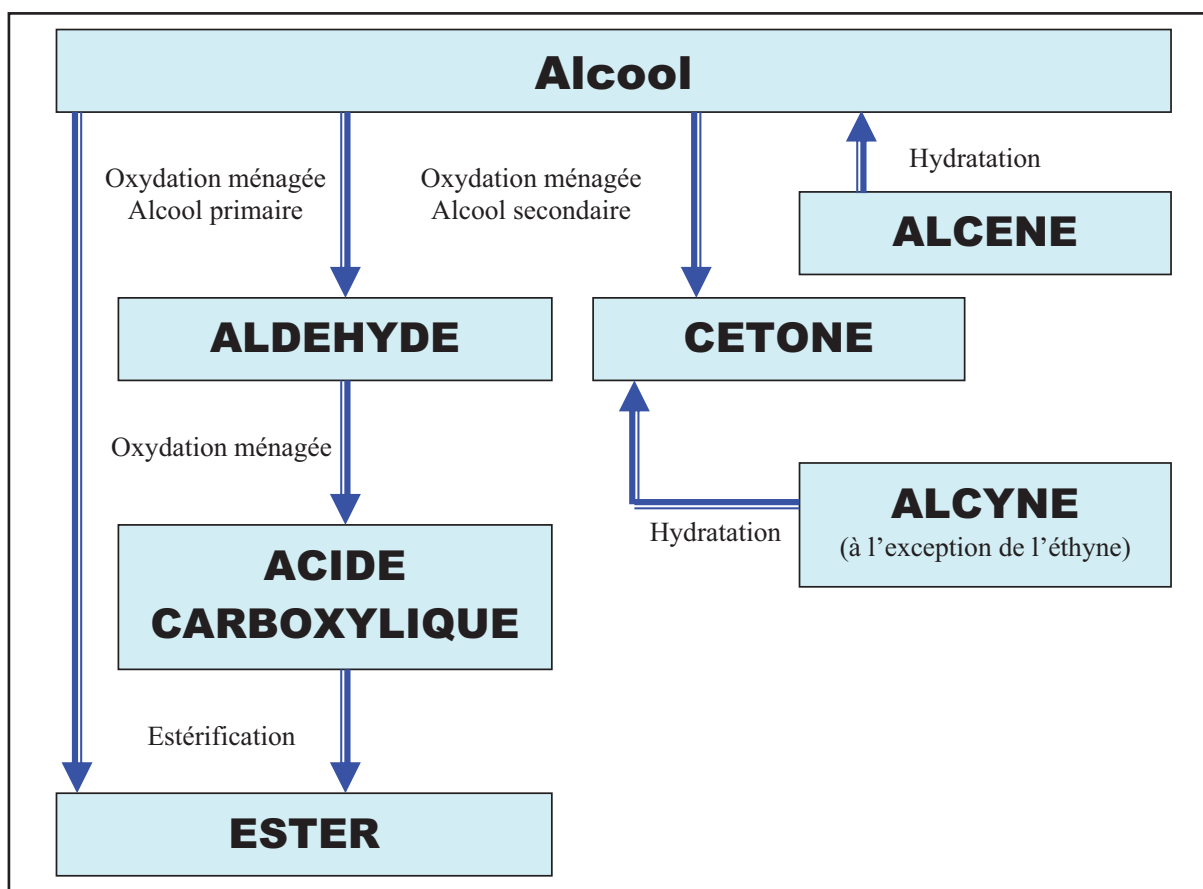 Alcool
Hydratation
Oxydation ménagée
Alcool primaire
Oxydation ménagée
Alcool secondaire
ALCENE
ALDEHYDE
CETONE
Oxydation ménagée
ALCYNE
(à l’exception de l’éthyne)
Hydratation
ACIDE
CARBOXYLIQUE
Estérification
ESTER